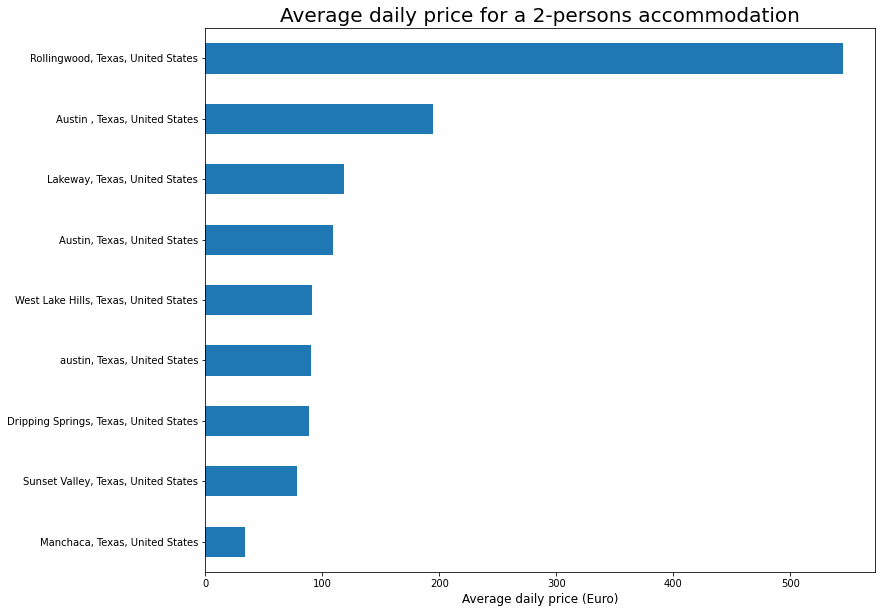 Average daily price for a 2-persons accommodation
Rollingwood, Texas, United States
Austin , Texas, United States
Lakeway, Texas, United States
Austin, Texas, United States
West Lake Hills, Texas, United States
austin, Texas, United States
Dripping Springs, Texas, United States
Sunset Valley, Texas, United States
Manchaca, Texas, United States
0 100 200 300 400 500
Average daily price (Euro)